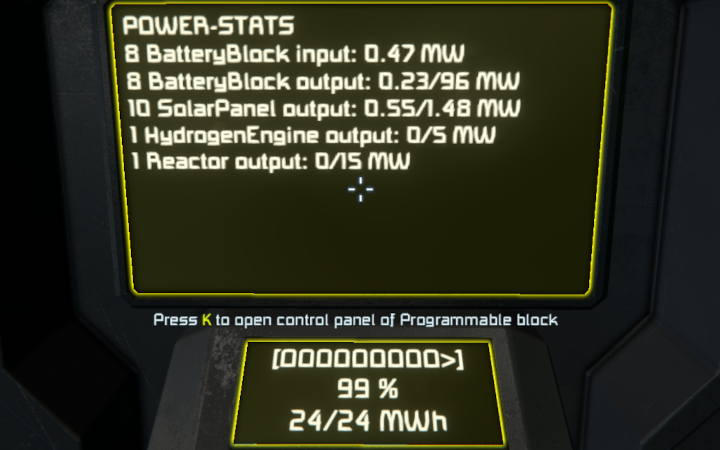 POWER-STATS
8 BatteryBlock input: 0.47 MW
8 BatteryBlock output: 0.23/96 MW
10 SolarPanel output: 0.55/1.48 MW
1 HydrogenEngine output: 0/5 MW
1 Reactor output: 0/15 MW
Press K to open control panel of Programmable block
[OOOOOOOOO>]
99 %
24/24 MWh